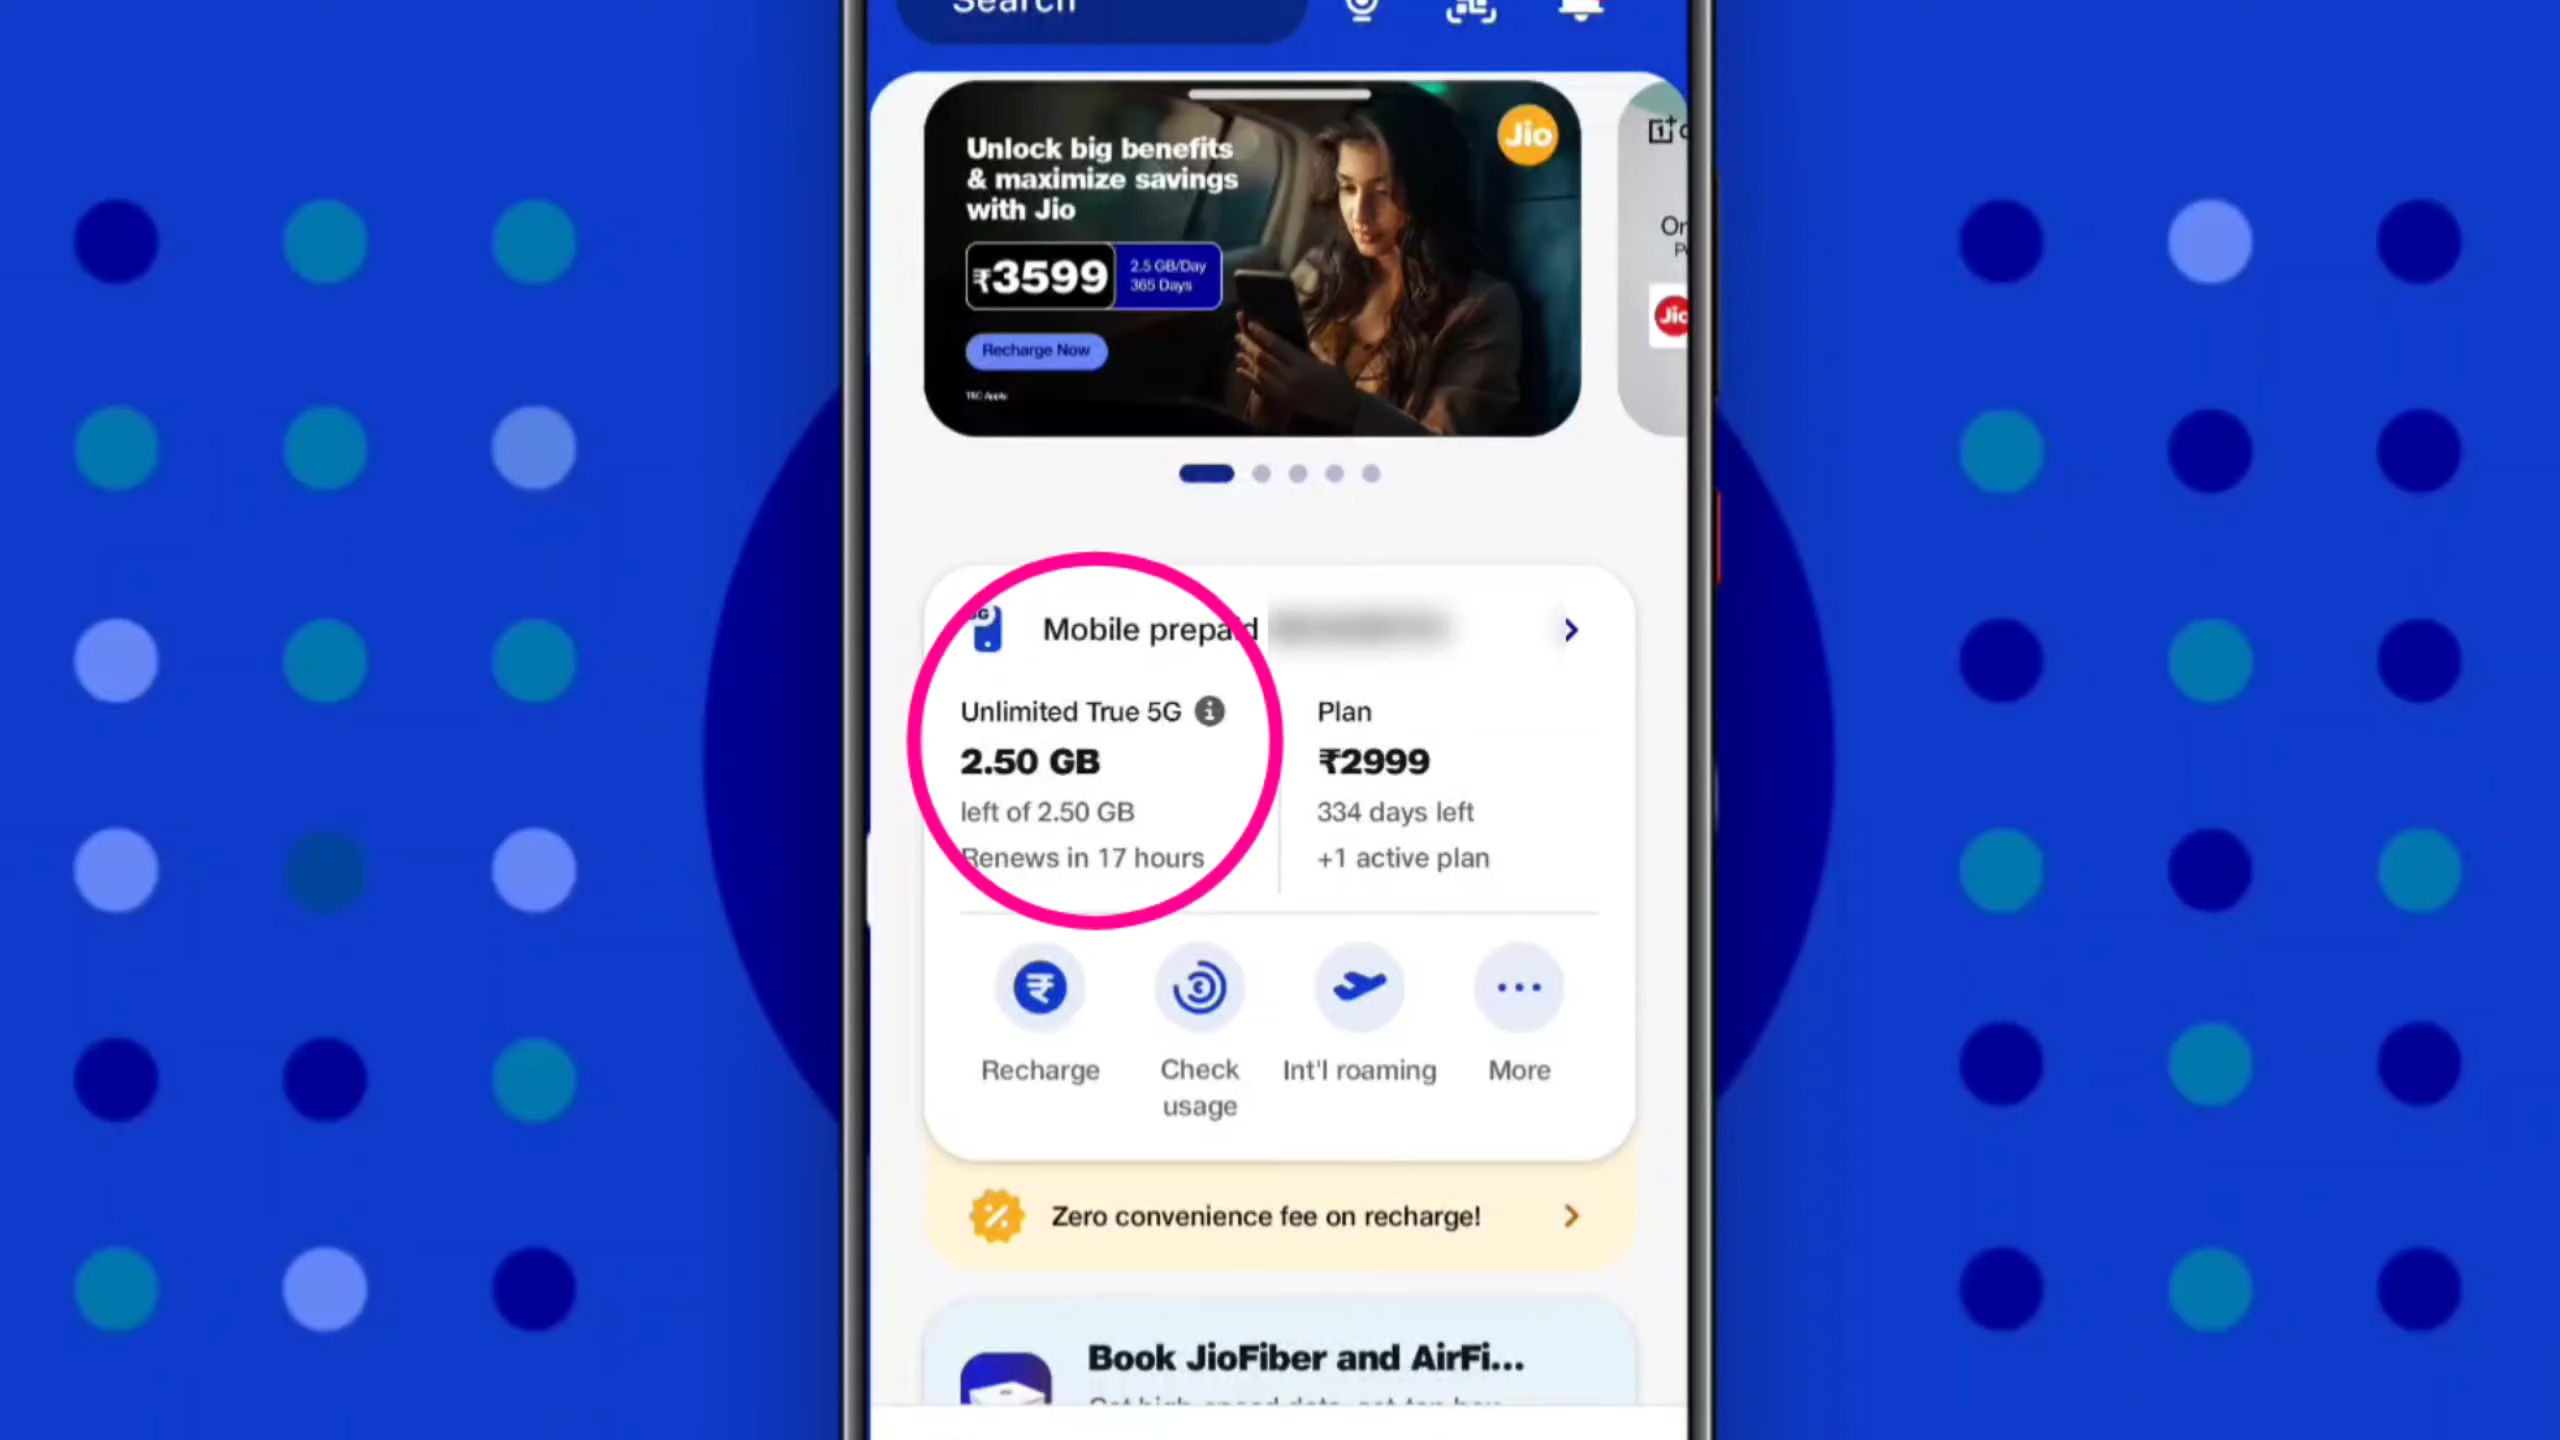 Search
Unlock big benefits
& maximize savings
with Jio
Jio
₹3599
2.5 GB/Day
365 Days
Recharge Now
T&C Apply
Jio
5G
Mobile prepaid
Unlimited True 5G
2.50 GB
left of 2.50 GB
Renews in 17 hours
Plan
₹2999
334 days left
+1 active plan
Recharge
Check
usage
Int'l roaming
More
Zero convenience fee on recharge!
Book JioFiber and AirFi...